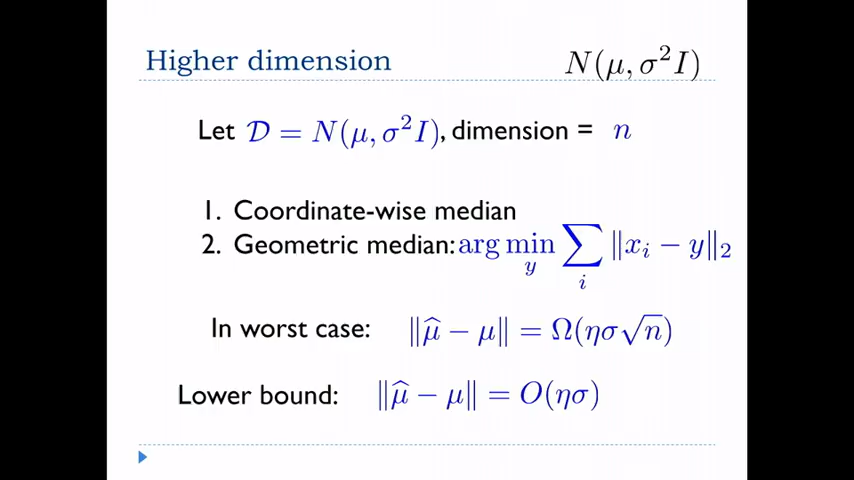 Higher dimension N(μ, σ²I)
Let 𝒟 = N(μ, σ²I), dimension = n
1. Coordinate-wise median
2. Geometric median: arg min_y ∑_i ‖x_i − y‖₂
In worst case: ‖μ̂ − μ‖ = Ω(ησ√n)
Lower bound: ‖μ̂ − μ‖ = O(ησ)